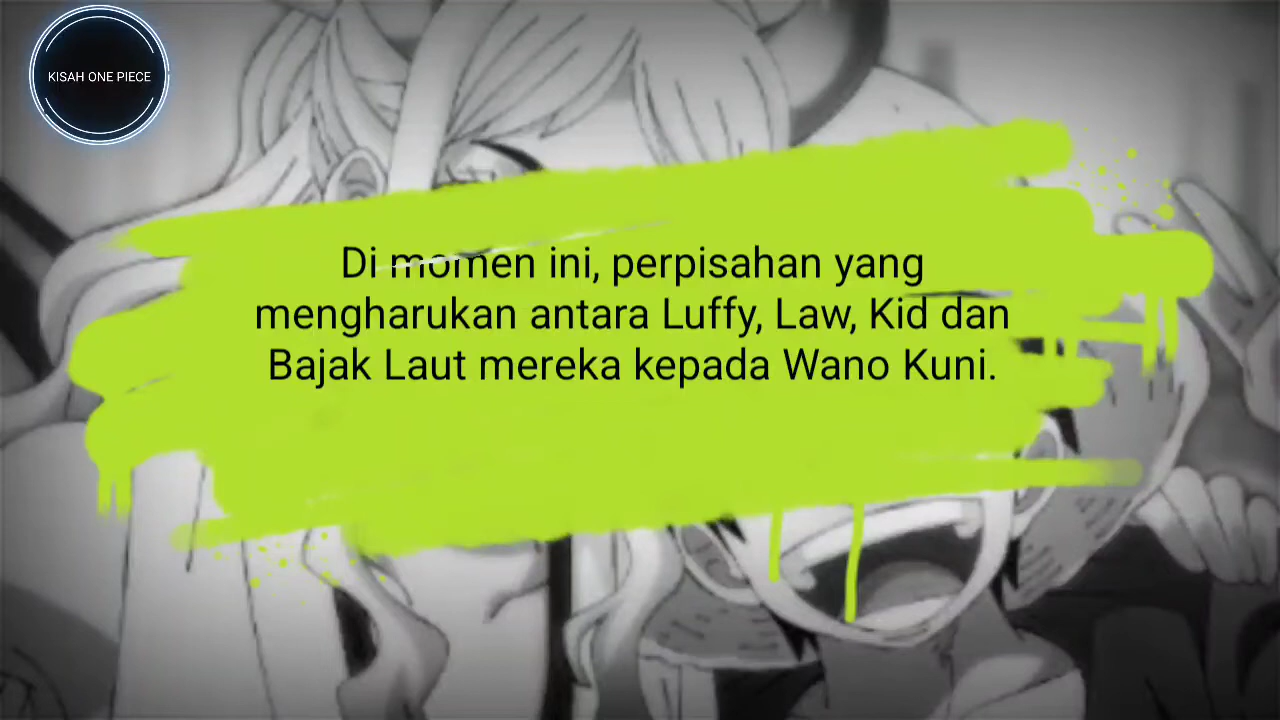 KISAH ONE PIECE
Di momen ini, perpisahan yang
mengharukan antara Luffy, Law, Kid dan
Bajak Laut mereka kepada Wano Kuni.